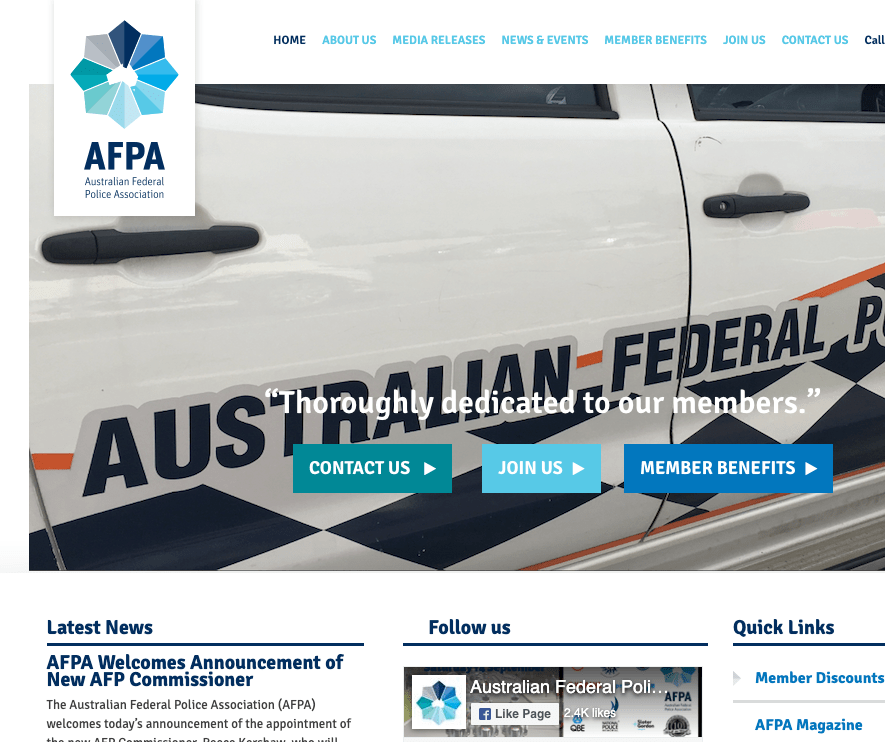 HOME ABOUT US MEDIA RELEASES NEWS & EVENTS MEMBER BENEFITS JOIN US CONTACT US Call
AFPA
Australian Federal
Police Association
AUSTRALIAN FEDERAL
“Thoroughly dedicated to our members.”
CONTACT US JOIN US MEMBER BENEFITS
Latest News
AFPA Welcomes Announcement of
New AFP Commissioner
The Australian Federal Police Association (AFPA)
welcomes today’s announcement of the appointment of
the new AFP Commissioner, Reece Kershaw, who will
Follow us
Australian Federal Poli...
Like Page 2.4K likes
AFPA
QBE
Slater
Gordon
Quick Links
Member Discounts
AFPA Magazine